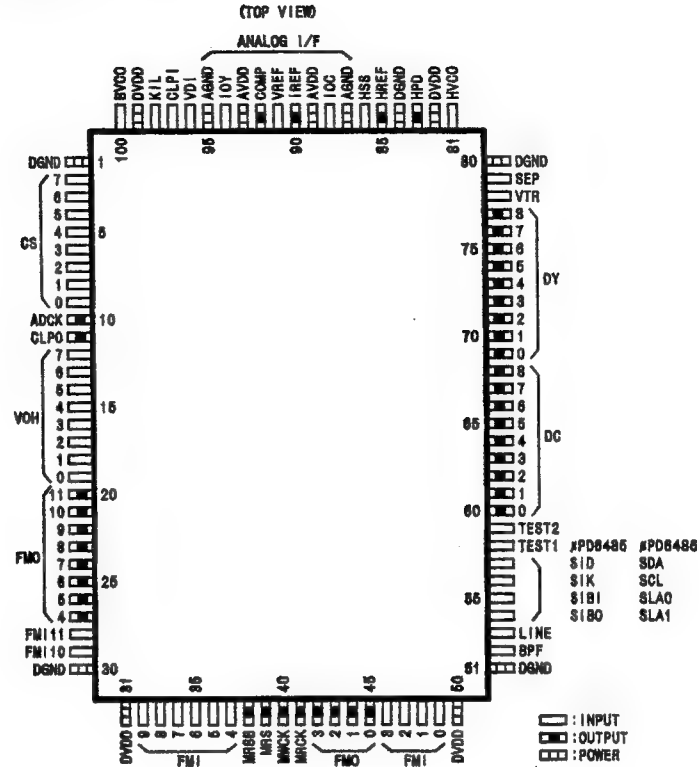 (TOP VIEW)
ANALOG I/F
BVCO DVDD KIL CLPI VDI AGND IOY AVDD COMP VREF IREF AVDD IOC AGND HSS HREF DGND HPD DVDD RVCO
100 95 90 85 81
DGND 1 80 DGND
7 SEP
6 VTR
5 8
CS 4 5 7
3 75 6
2 5
1 4 DY
0 3
ADCK 10 2
CLPO 70 1
7 0
6 8
5 7
VOH 4 15 6
3 65 5
2 4 DC
1 3
0 2
11 20 1
10 60 0
9 TEST2
FMO 8 TEST1 μPD6485 μPD6486
7 SID SDA
6 25 SIK SCL
5 55 SIBI SLA0
4 SIBO SLA1
FMI11 LINE
FMI10 BPF
DGND 30 51 DGND
31 35 40 45 50
DVDD 9 8 7 6 5 4 MRSB MRS MWCK MRCK 3 2 1 0 3 2 1 0 DVDD
FMI FMO FMI
:INPUT
:OUTPUT
:POWER